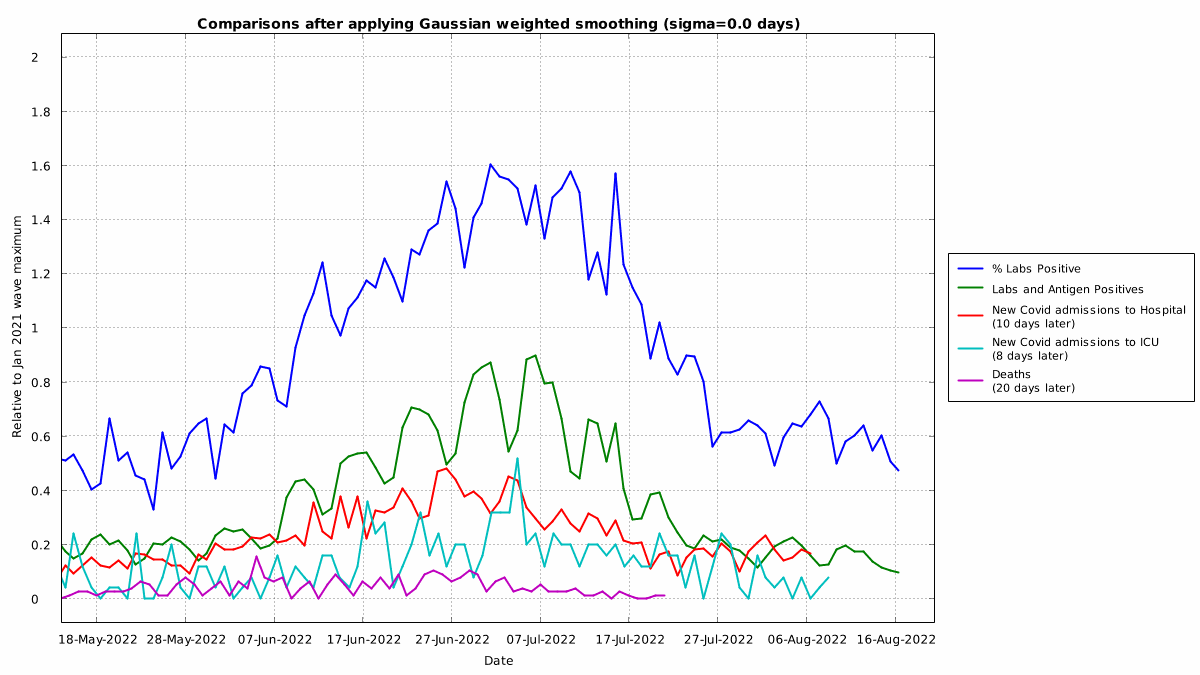 Comparisons after applying Gaussian weighted smoothing (sigma=0.0 days)
Relative to Jan 2021 wave maximum
2
1.8
1.6
1.4
1.2
1
0.8
0.6
0.4
0.2
0
18-May-2022 28-May-2022 07-Jun-2022 17-Jun-2022 27-Jun-2022 07-Jul-2022 17-Jul-2022 27-Jul-2022 06-Aug-2022 16-Aug-2022
Date
% Labs Positive
Labs and Antigen Positives
New Covid admissions to Hospital
(10 days later)
New Covid admissions to ICU
(8 days later)
Deaths
(20 days later)